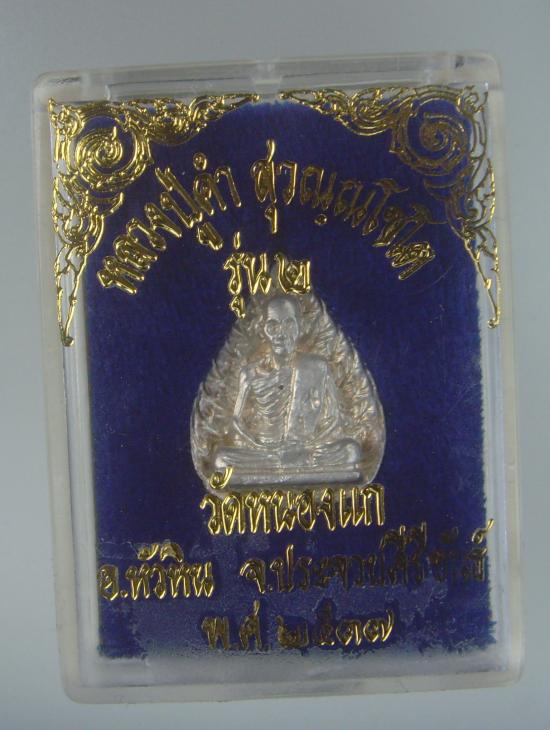 หลวงปู่คำ สุวณฺณโชโต
รุ่น ๒
วัดหนองแก
อ.หัวหิน จ.ประจวบคีรีขันธ์
พ.ศ. ๒๕๓๗